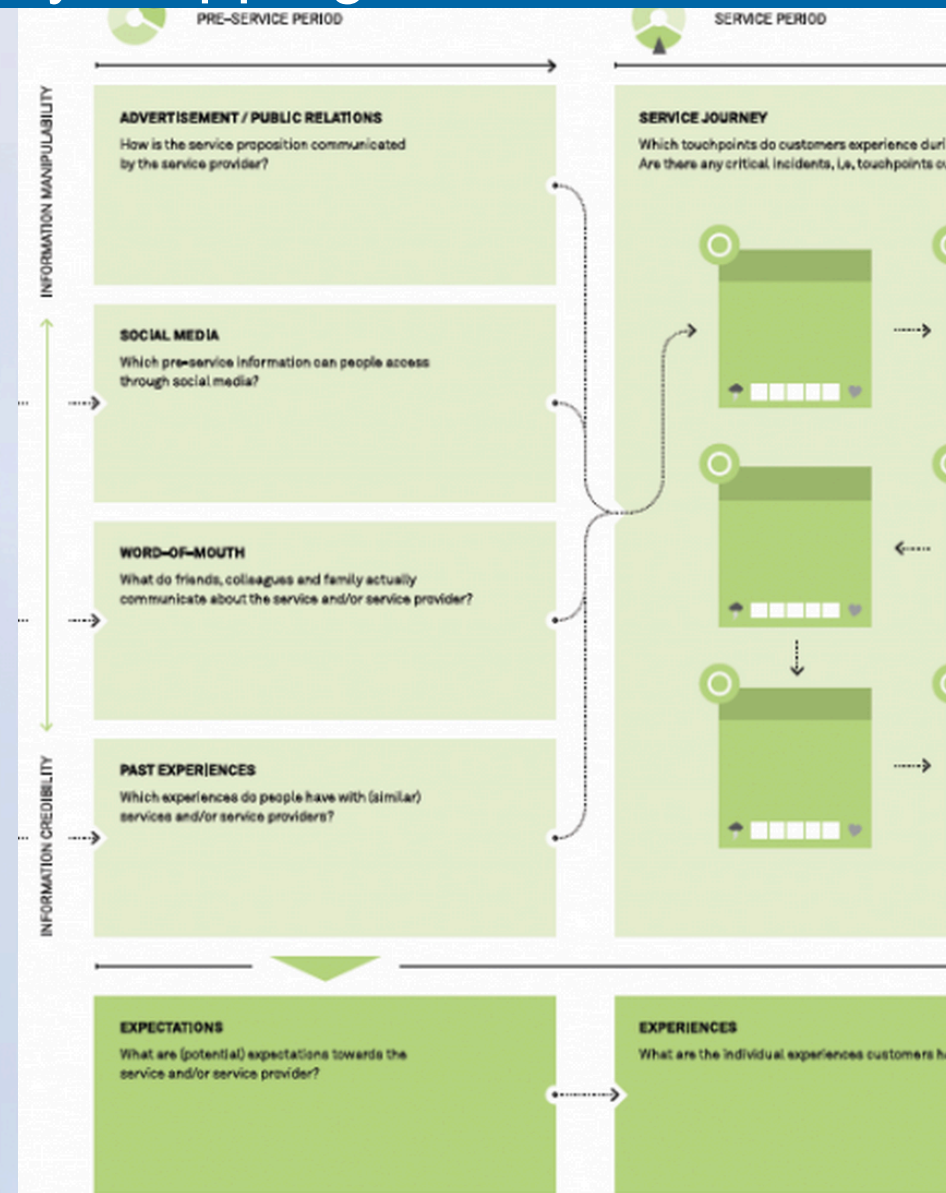 PRE-SERVICE PERIOD
SERVICE PERIOD
INFORMATION MANIPULABILITY
ADVERTISEMENT / PUBLIC RELATIONS
How is the service proposition communicated
by the service provider?
SOCIAL MEDIA
Which pre-service information can people access
through social media?
WORD-OF-MOUTH
What do friends, colleagues and family actually
communicate about the service and/or service provider?
PAST EXPERIENCES
Which experiences do people have with (similar)
services and/or service providers?
INFORMATION CREDIBILITY
SERVICE JOURNEY
Which touchpoints do customers experience
Are there any critical incidents, i.e. touchpoints
EXPECTATIONS
What are (potential) expectations towards the
service and/or service provider?
EXPERIENCES
What are the individual experiences customers